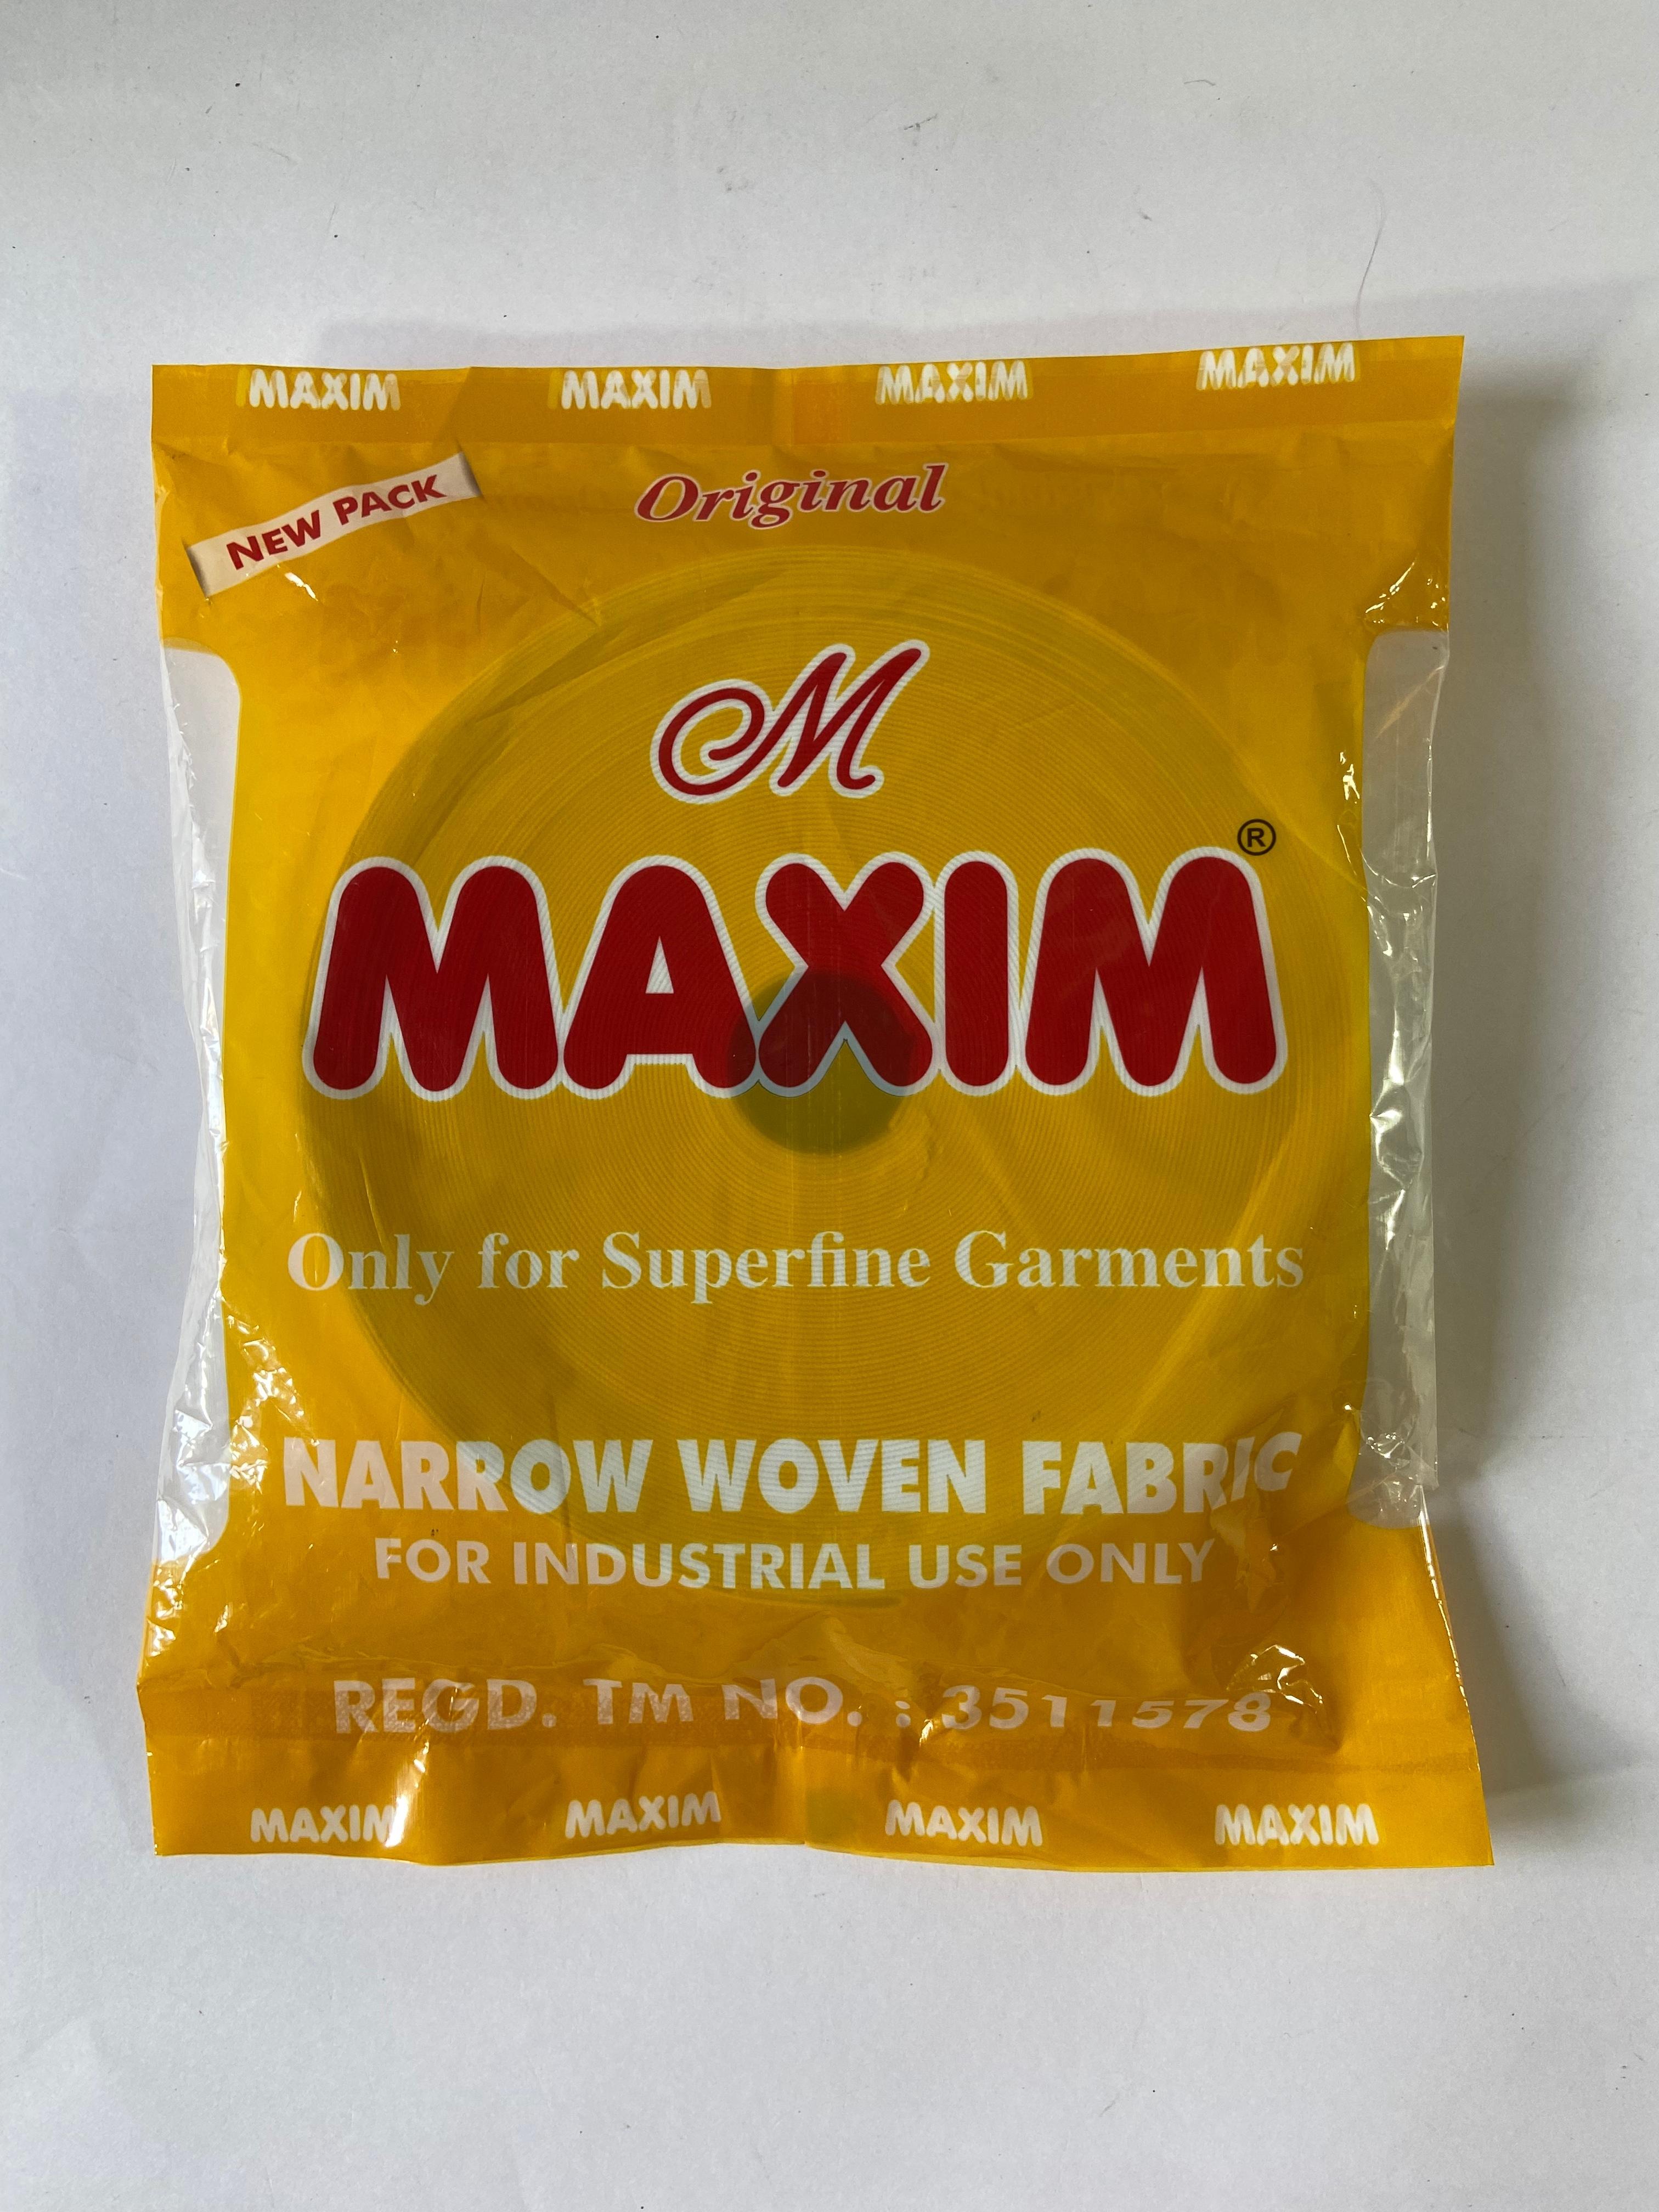 MAXIM MAXIM MAXIM MAXIM
NEW PACK
Original
M
MAXIM®
Only for Superfine Garments
NARROW WOVEN FABRIC
FOR INDUSTRIAL USE ONLY
REGD. TM NO. : 3511578
MAXIM MAXIM MAXIM MAXIM